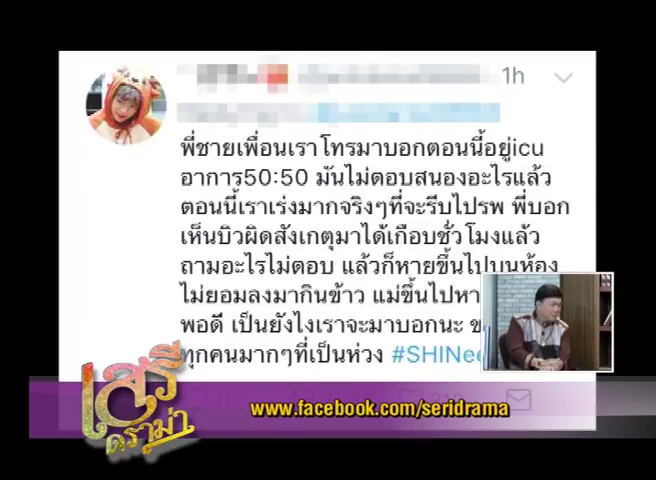 1h
พี่ชายเพื่อนเราโทรมาบอกตอนนี้อยู่icu
อาการ50:50 มันไม่ตอบสนองอะไรแล้ว
ตอนนี้เราเร่งมากจริงๆที่จะรีบไปรพ พี่บอก
เห็นบิวผิดสังเกตุมาได้เกือบชั่วโมงแล้ว
ถามอะไรไม่ตอบ แล้วก็หายขึ้นไปบนห้อง
ไม่ยอมลงมากินข้าว แม่ขึ้นไปหา
พอดี เป็นยังไงเราจะมาบอกนะ
ทุกคนมากๆที่เป็นห่วง #SHINee
เสรี
ดราม่า
www.facebook.com/seridrama